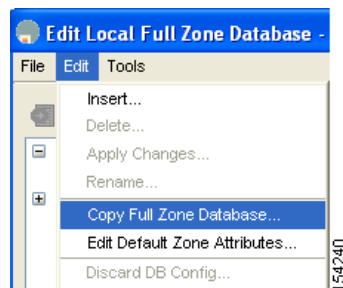 Edit Local Full Zone Database -
File Edit Tools
Insert...
Delete...
Apply Changes...
Rename...
Copy Full Zone Database...
Edit Default Zone Attributes...
Discard DB Config...
154240